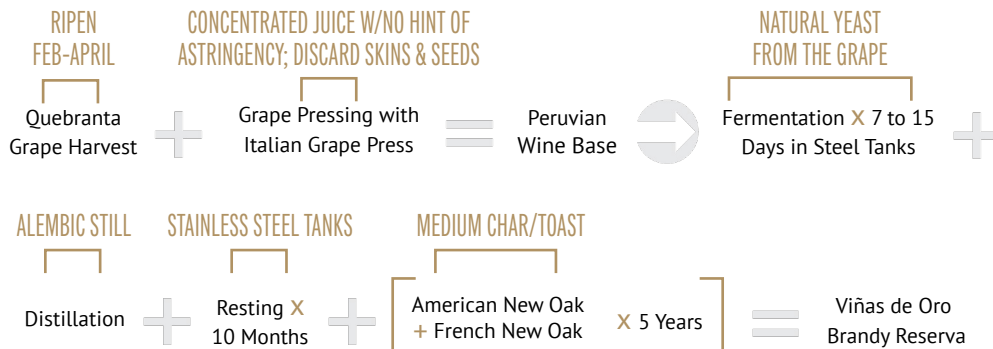 RIPEN
FEB-APRIL
CONCENTRATED JUICE W/NO HINT OF
ASTRINGENCY; DISCARD SKINS & SEEDS
NATURAL YEAST
FROM THE GRAPE
Quebranta
Grape Harvest
+
Grape Pressing with
Italian Grape Press
=
Peruvian
Wine Base
Fermentation X 7 to 15
Days in Steel Tanks
+
ALEMBIC STILL
STAINLESS STEEL TANKS
MEDIUM CHAR/TOAST
Distillation
+
Resting X
10 Months
+
American New Oak
+ French New Oak
X 5 Years
=
Viñas de Oro
Brandy Reserva